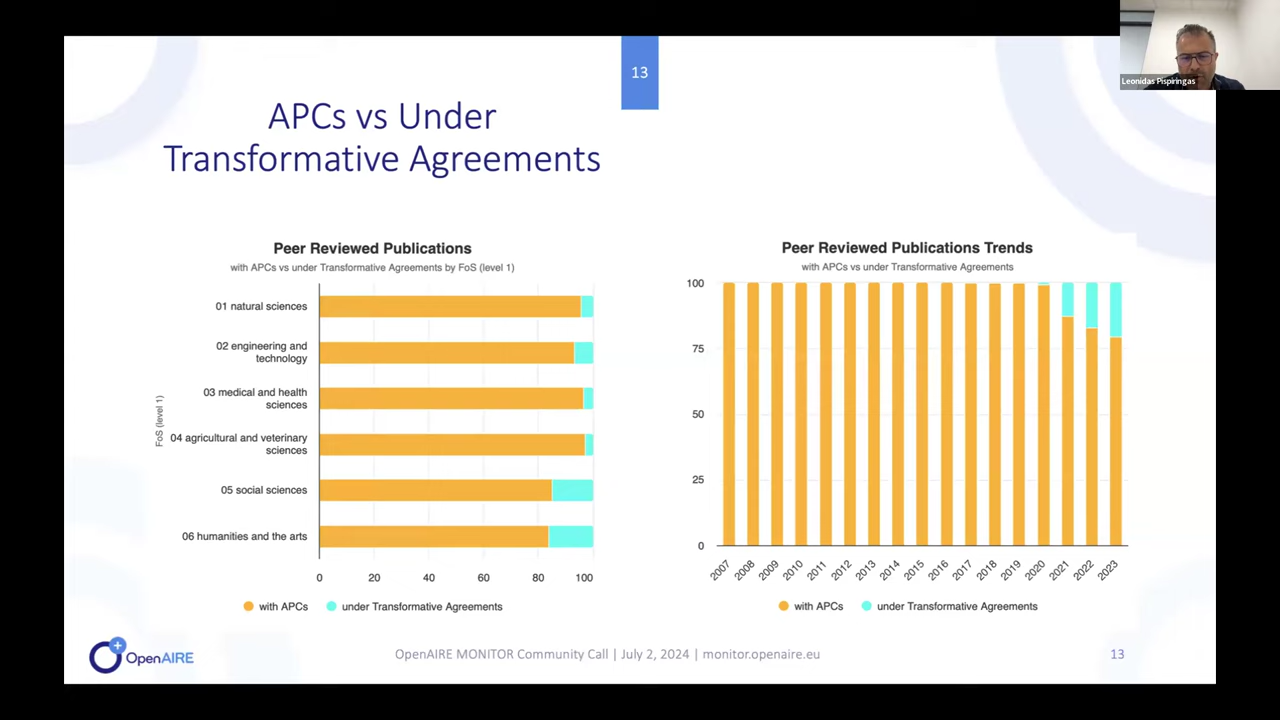 13
Leonidas Pispiringas
APCs vs Under
Transformative Agreements
Peer Reviewed Publications
with APCs vs under Transformative Agreements by FoS (level 1)
FoS (level 1)
01 natural sciences
02 engineering and
technology
03 medical and health
sciences
04 agricultural and veterinary
sciences
05 social sciences
06 humanities and the arts
0 20 40 60 80 100
with APCs under Transformative Agreements
Peer Reviewed Publications Trends
with APCs vs under Transformative Agreements
100
75
50
25
0
2007 2008 2009 2010 2011 2012 2013 2014 2015 2016 2017 2018 2019 2020 2021 2022 2023
with APCs under Transformative Agreements
OpenAIRE
OpenAIRE MONITOR Community Call | July 2, 2024 | monitor.openaire.eu
13